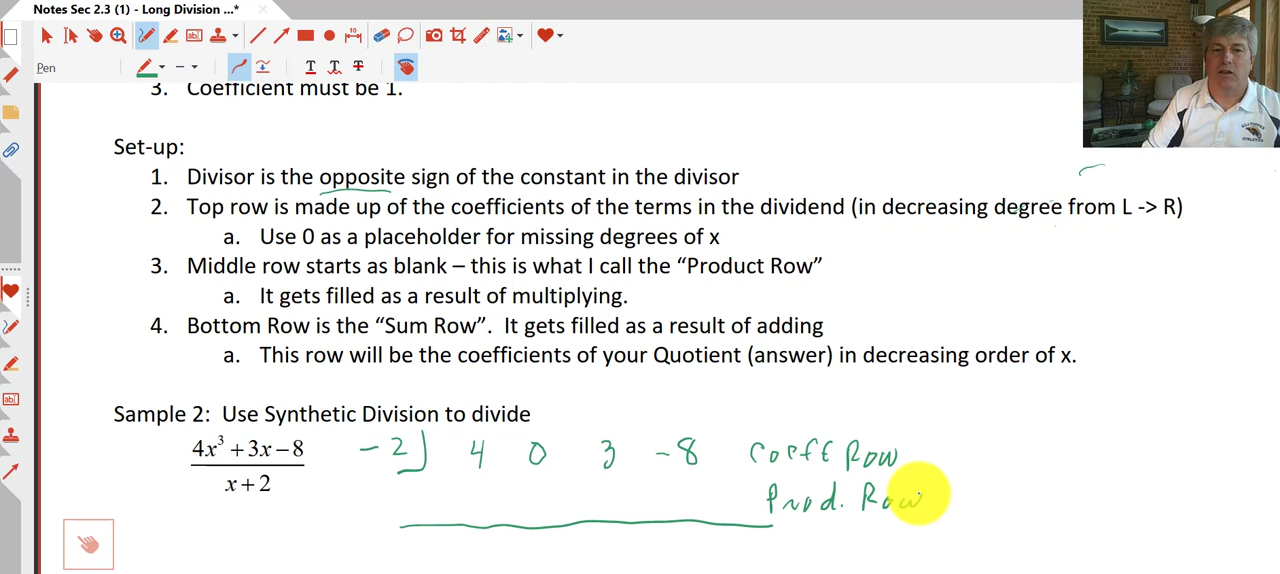 Notes Sec 2.3 (1) - Long Division ...*
Pen
3. Coefficient must be 1.
Set-up:
1. Divisor is the opposite sign of the constant in the divisor
2. Top row is made up of the coefficients of the terms in the dividend (in decreasing degree from L -> R)
a. Use 0 as a placeholder for missing degrees of x
3. Middle row starts as blank – this is what I call the “Product Row”
a. It gets filled as a result of multiplying.
4. Bottom Row is the “Sum Row”. It gets filled as a result of adding
a. This row will be the coefficients of your Quotient (answer) in decreasing order of x.
Sample 2: Use Synthetic Division to divide
4x³ + 3x − 8
x + 2
-2 4 0 3 -8 Coeff Row
Prod. Row